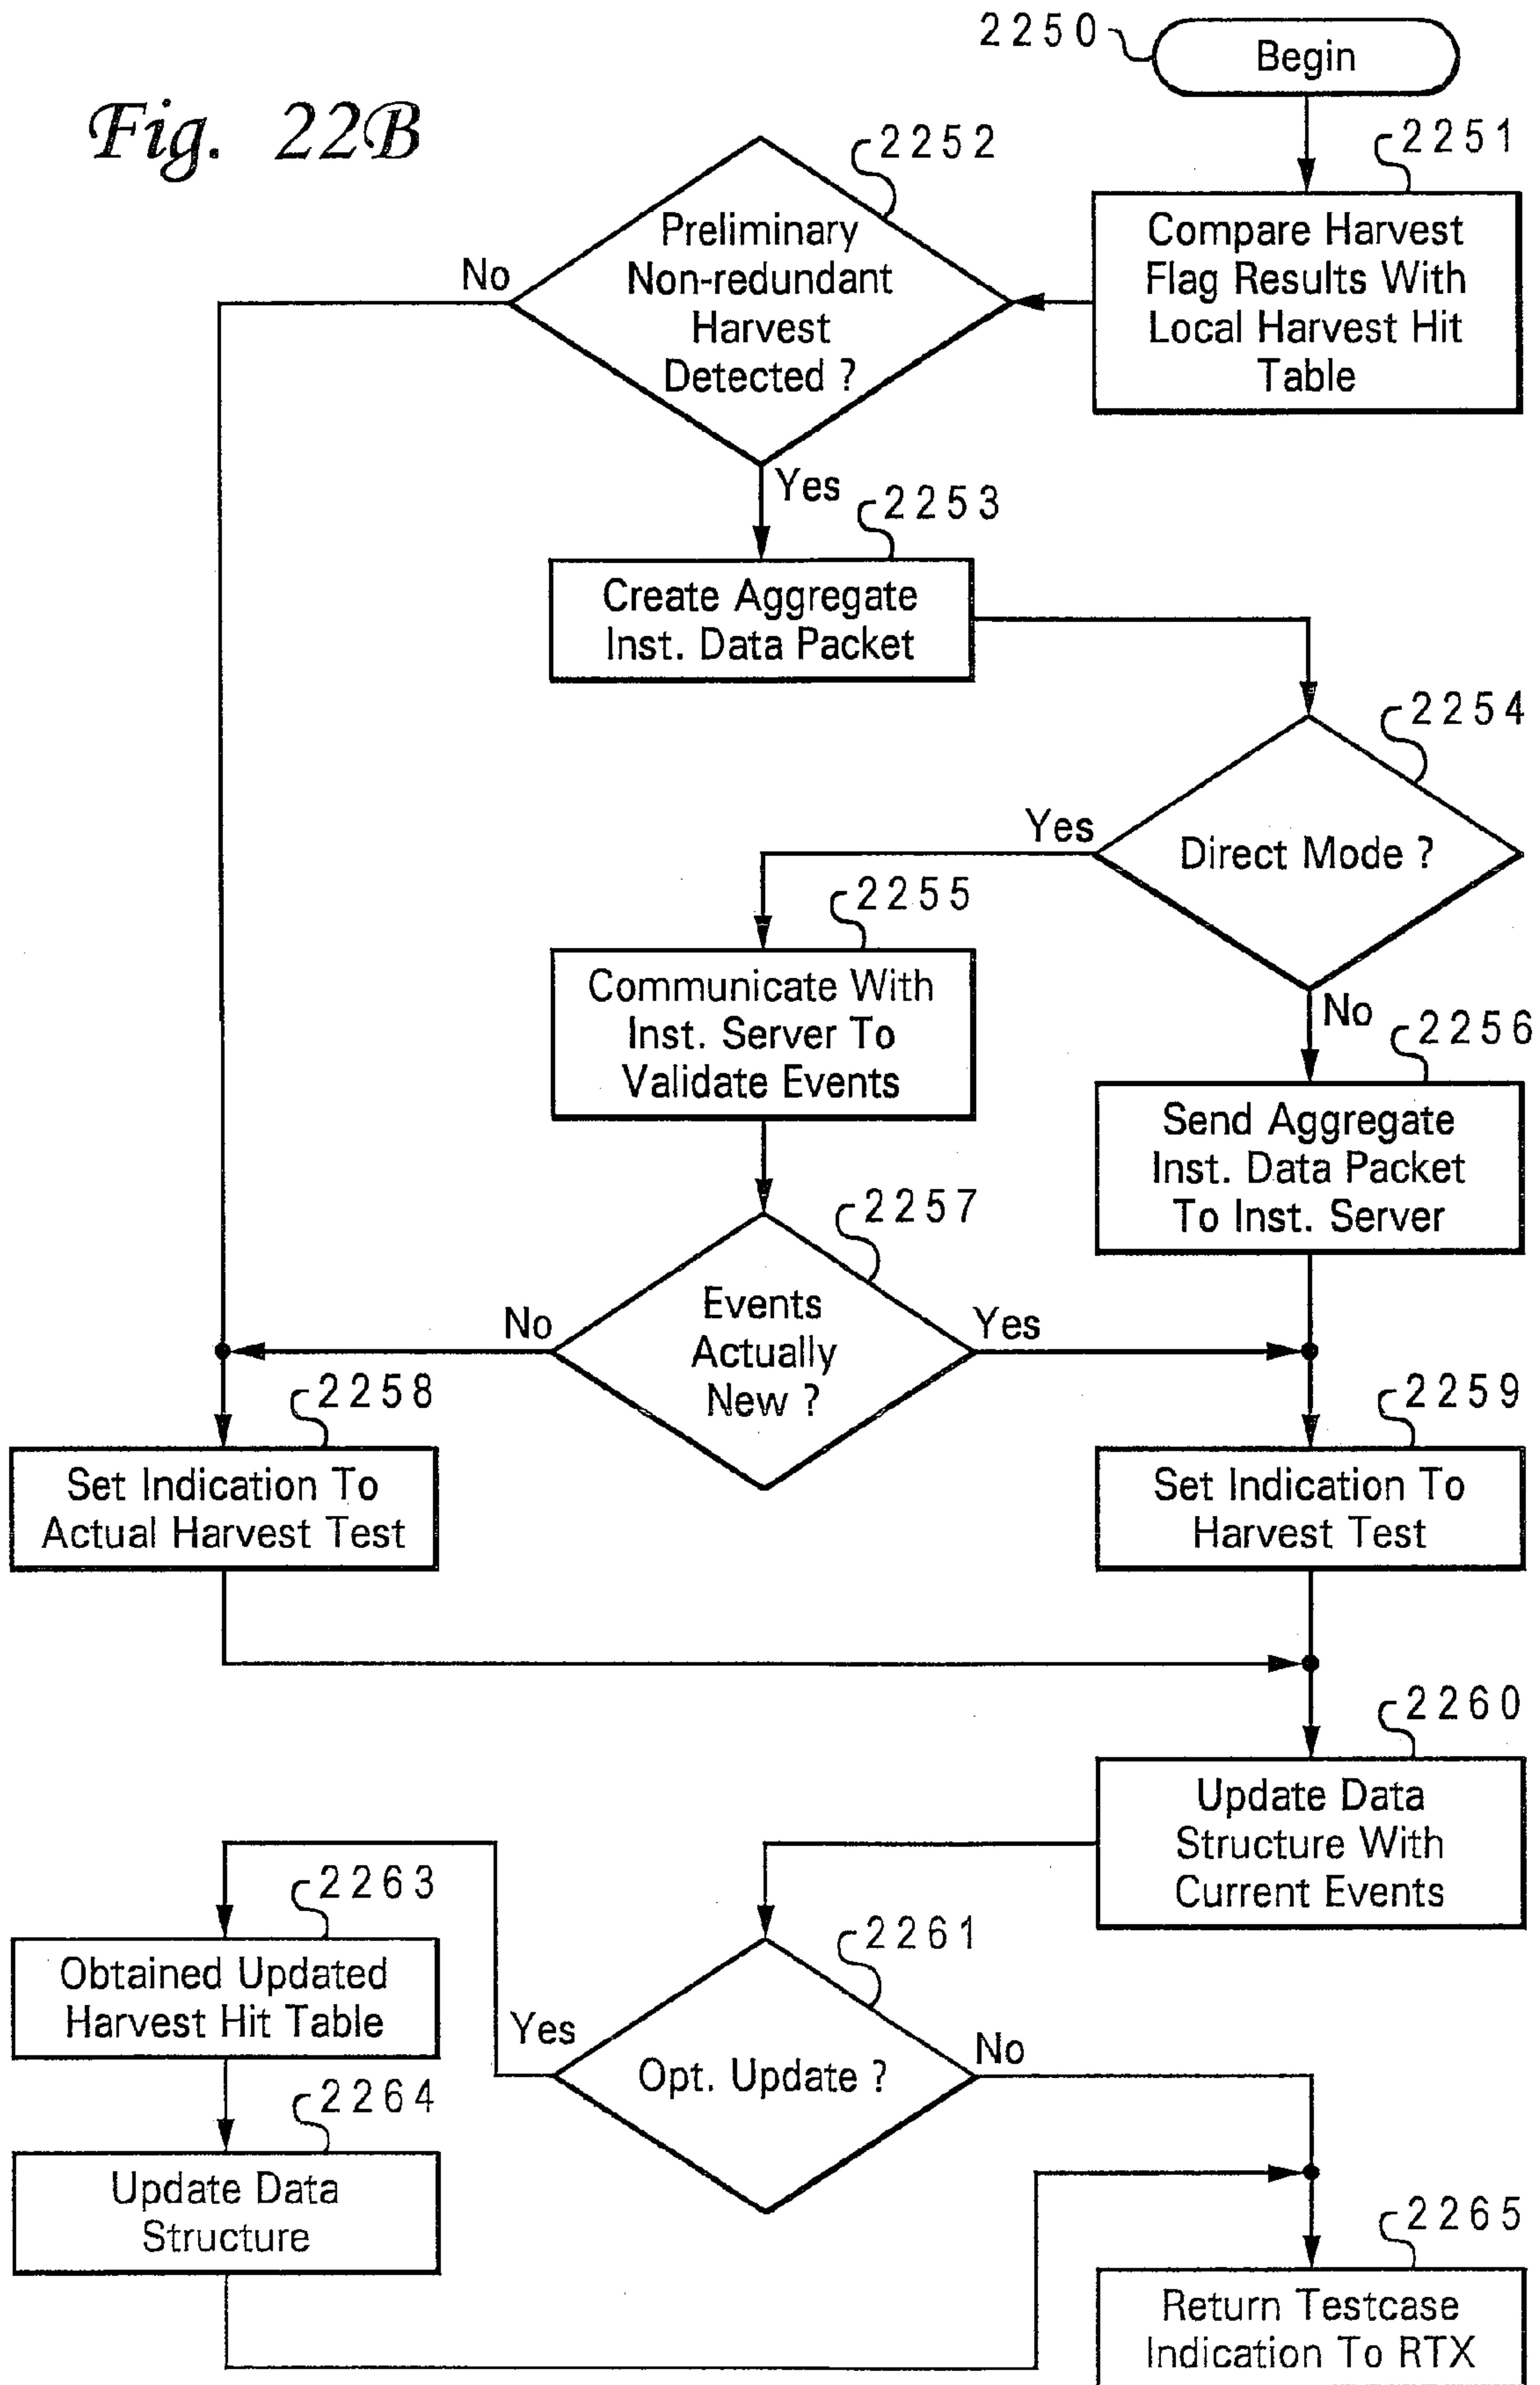 Fig. 22B
2250
Begin
2251
Compare Harvest
Flag Results With
Local Harvest Hit
Table
2252
Preliminary
Non-redundant
Harvest
Detected ?
No
Yes
2253
Create Aggregate
Inst. Data Packet
2254
Direct Mode ?
Yes
No
2255
Communicate With
Inst. Server To
Validate Events
2256
Send Aggregate
Inst. Data Packet
To Inst. Server
2257
Events
Actually
New ?
No
Yes
2258
Set Indication To
Actual Harvest Test
2259
Set Indication To
Harvest Test
2260
Update Data
Structure With
Current Events
2261
Opt. Update ?
Yes
No
2263
Obtained Updated
Harvest Hit Table
2264
Update Data
Structure
2265
Return Testcase
Indication To RTX